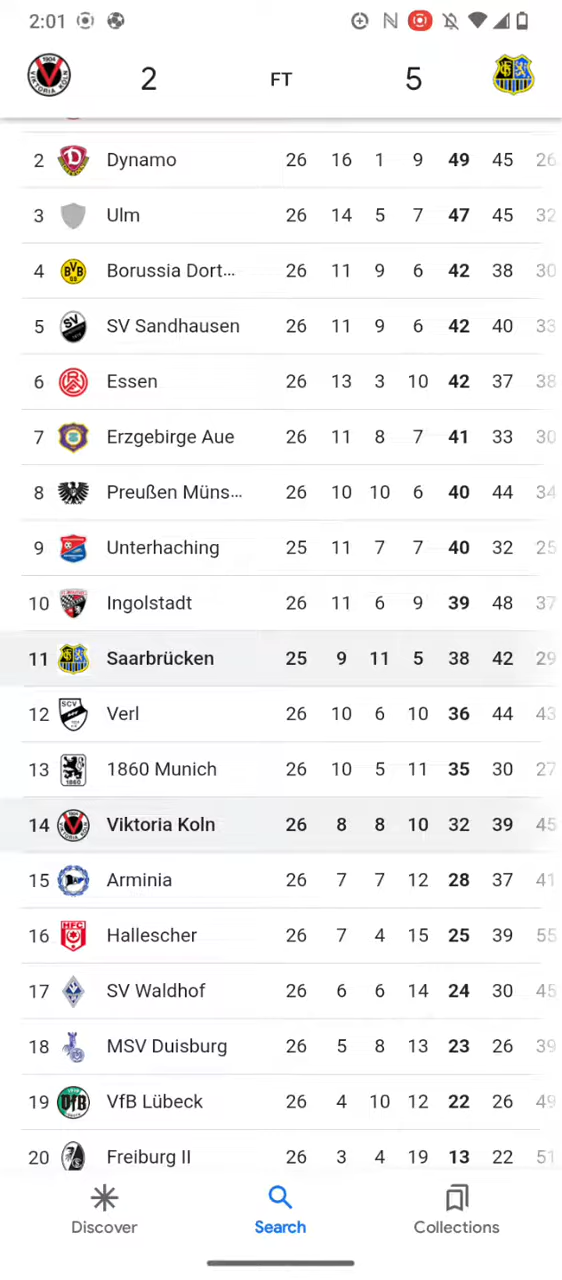 2:01
2 FT 5
2 Dynamo 26 16 1 9 49 45 26
3 Ulm 26 14 5 7 47 45 32
4 Borussia Dort... 26 11 9 6 42 38 30
5 SV Sandhausen 26 11 9 6 42 40 33
6 Essen 26 13 3 10 42 37 38
7 Erzgebirge Aue 26 11 8 7 41 33 30
8 Preußen Müns... 26 10 10 6 40 44 34
9 Unterhaching 25 11 7 7 40 32 25
10 Ingolstadt 26 11 6 9 39 48 37
11 Saarbrücken 25 9 11 5 38 42 29
12 Verl 26 10 6 10 36 44 43
13 1860 Munich 26 10 5 11 35 30 27
14 Viktoria Koln 26 8 8 10 32 39 45
15 Arminia 26 7 7 12 28 37 41
16 Hallescher 26 7 4 15 25 39 55
17 SV Waldhof 26 6 6 14 24 30 45
18 MSV Duisburg 26 5 8 13 23 26 39
19 VfB Lübeck 26 4 10 12 22 26 49
20 Freiburg II 26 3 4 19 13 22 51
Discover Search Collections